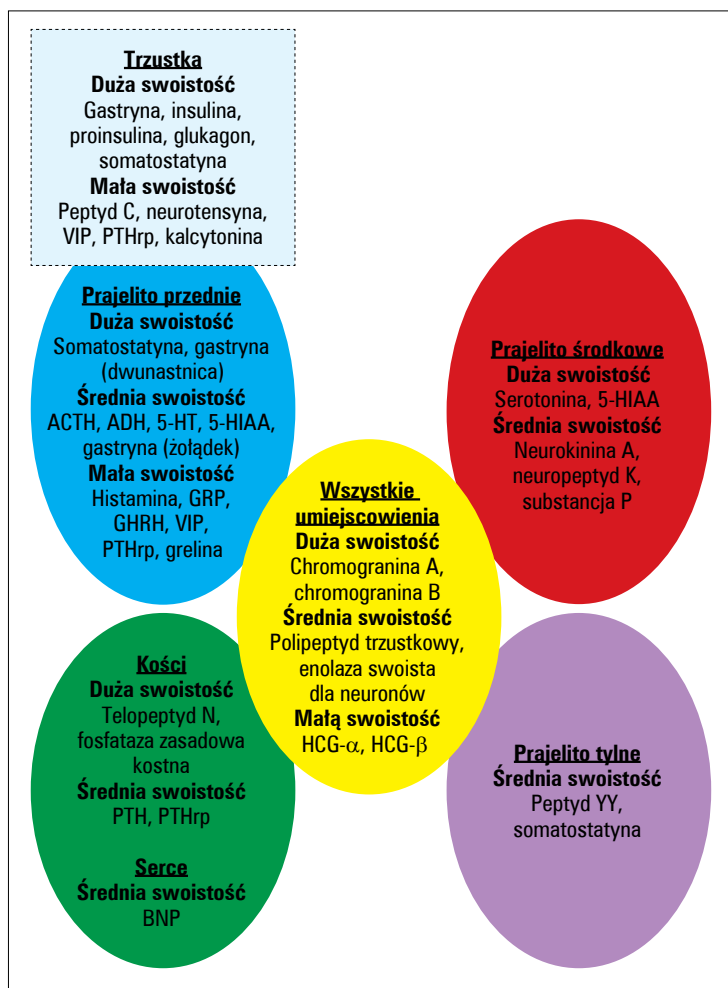 Trzustka
Duża swoistość
Gastryna, insulina,
proinsulina, glukagon,
somatostatyna
Mała swoistość
Peptyd C, neurotensyna,
VIP, PTHrp, kalcytonina
Prajelito przednie
Duża swoistość
Somatostatyna, gastryna
(dwunastnica)
Średnia swoistość
ACTH, ADH, 5-HT, 5-HIAA,
gastryna (żołądek)
Mała swoistość
Histamina, GRP,
GHRH, VIP,
PTHrp, grelina
Prajelito środkowe
Duża swoistość
Serotonina, 5-HIAA
Średnia swoistość
Neurokinina A,
neuropeptyd K,
substancja P
Wszystkie
umiejscowienia
Duża swoistość
Chromogranina A,
chromogranina B
Średnia swoistość
Polipeptyd trzustkowy,
enolaza swoista
dla neuronów
Małą swoistość
HCG-α, HCG-β
Kości
Duża swoistość
Telopeptyd N,
fosfataza zasadowa
kostna
Średnia swoistość
PTH, PTHrp
Serce
Średnia swoistość
BNP
Prajelito tylne
Średnia swoistość
Peptyd YY,
somatostatyna